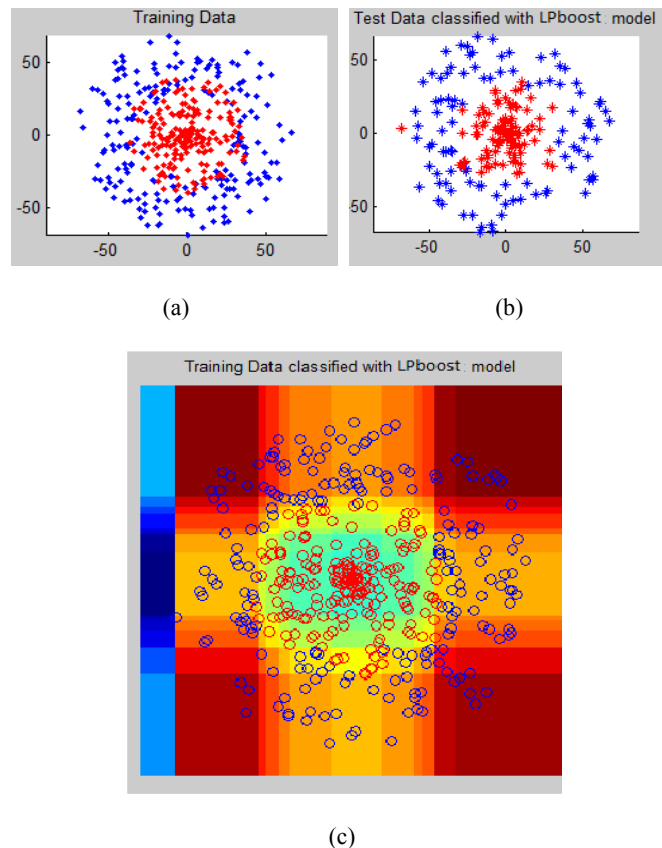 Training Data
50
0
-50
-50 0 50
(a)
Test Data classified with LPboost: model
50
0
-50
-50 0 50
(b)
Training Data classified with LPboost: model
(c)